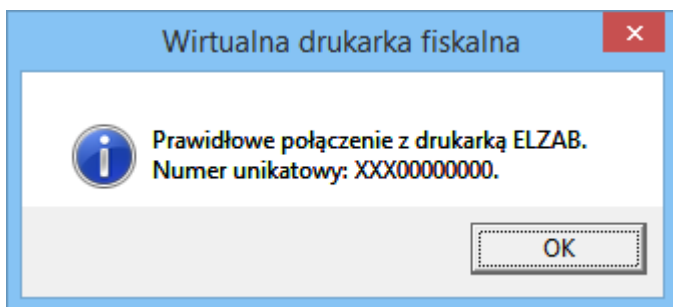 Wirtualna drukarka fiskalna
Prawidłowe połączenie z drukarką ELZAB.
Numer unikatowy: XXX00000000.
OK